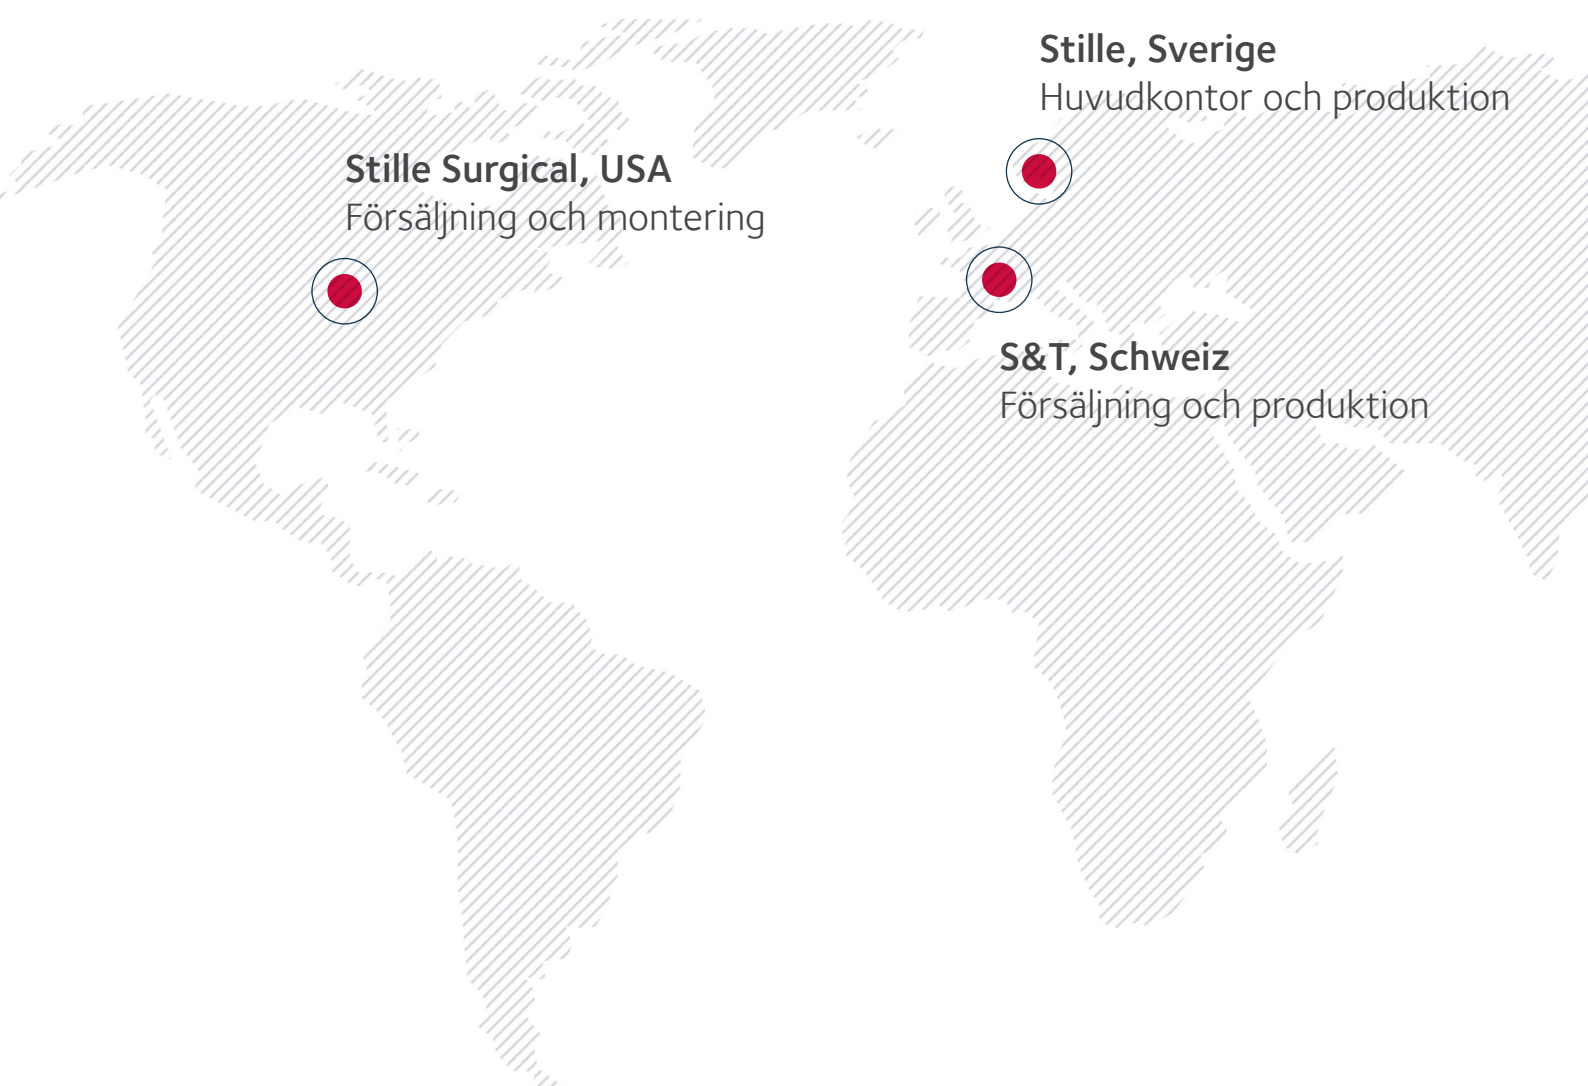 Stille, Sverige
Huvudkontor och produktion
Stille Surgical, USA
Försäljning och montering
S&T, Schweiz
Försäljning och produktion